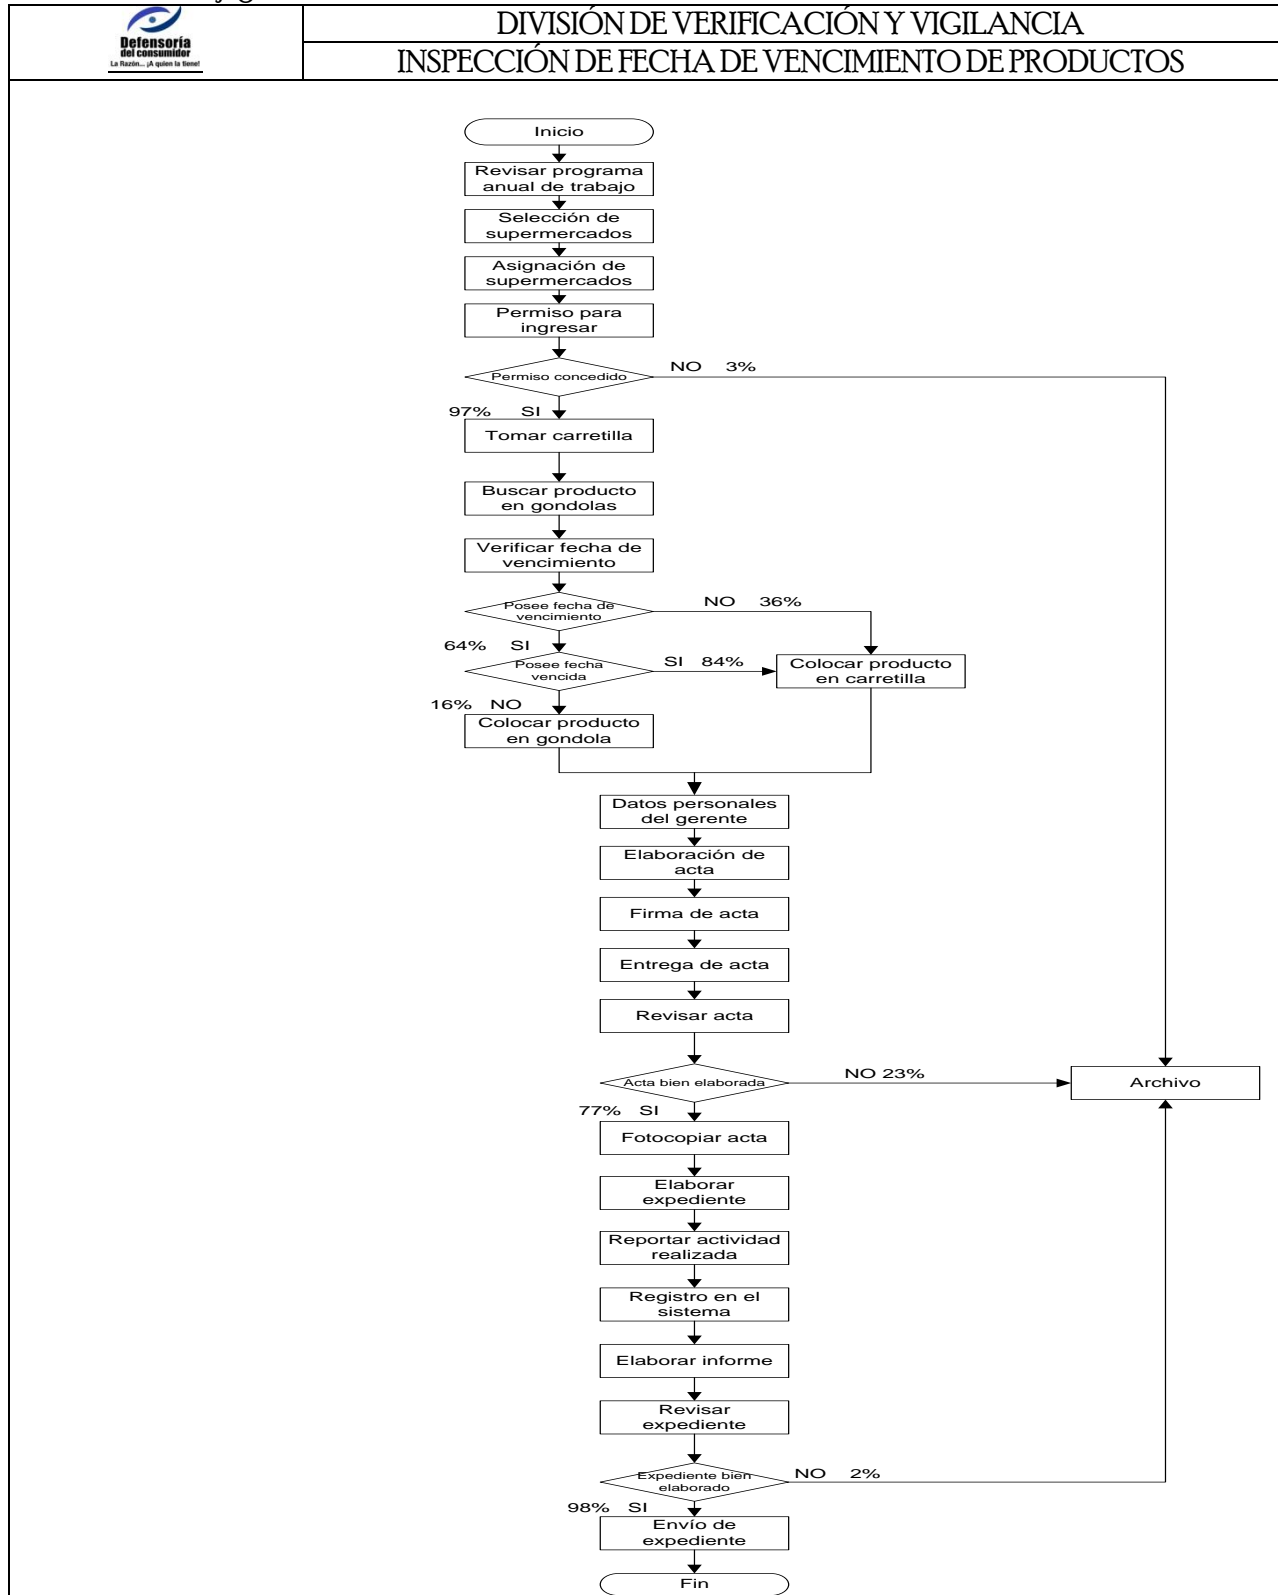 Defensoría
del consumidor
La Razón... ¡A quien la tiene!
DIVISIÓN DE VERIFICACIÓN Y VIGILANCIA
INSPECCIÓN DE FECHA DE VENCIMIENTO DE PRODUCTOS
Inicio
Revisar programa
anual de trabajo
Selección de
supermercados
Asignación de
supermercados
Permiso para
ingresar
Permiso concedido
NO 3%
97% SI
Tomar carretilla
Buscar producto
en gondolas
Verificar fecha de
vencimiento
Posee fecha de
vencimiento
NO 36%
64% SI
Posee fecha
vencida
SI 84%
Colocar producto
en carretilla
16% NO
Colocar producto
en gondola
Datos personales
del gerente
Elaboración de
acta
Firma de acta
Entrega de acta
Revisar acta
Acta bien elaborada
NO 23%
Archivo
77% SI
Fotocopiar acta
Elaborar
expediente
Reportar actividad
realizada
Registro en el
sistema
Elaborar informe
Revisar
expediente
Expediente bien
elaborado
NO 2%
98% SI
Envío de
expediente
Fin